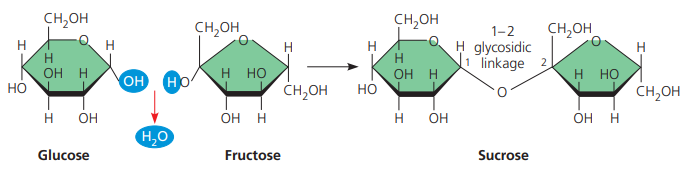 CH₂OH
H O H
H
OH H
HO OH
H OH
Glucose
H₂O
CH₂OH
O H
HO H HO
CH₂OH
OH H
Fructose
CH₂OH
H O H
H
OH H
HO
H OH
1–2
glycosidic
linkage
1 2
O
CH₂OH
O H
H HO
CH₂OH
OH H
Sucrose